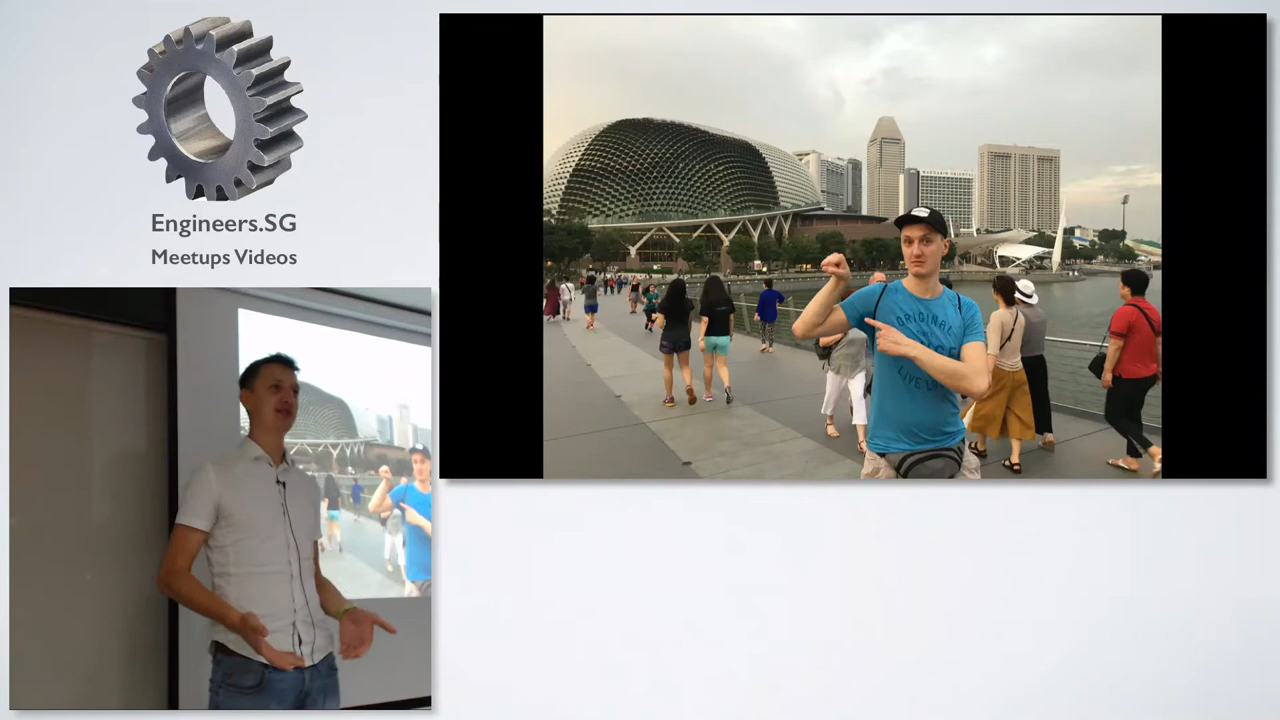 Engineers.SG
Meetups Videos
MANDARIN ORIENTAL
ORIGINAL
LIVE